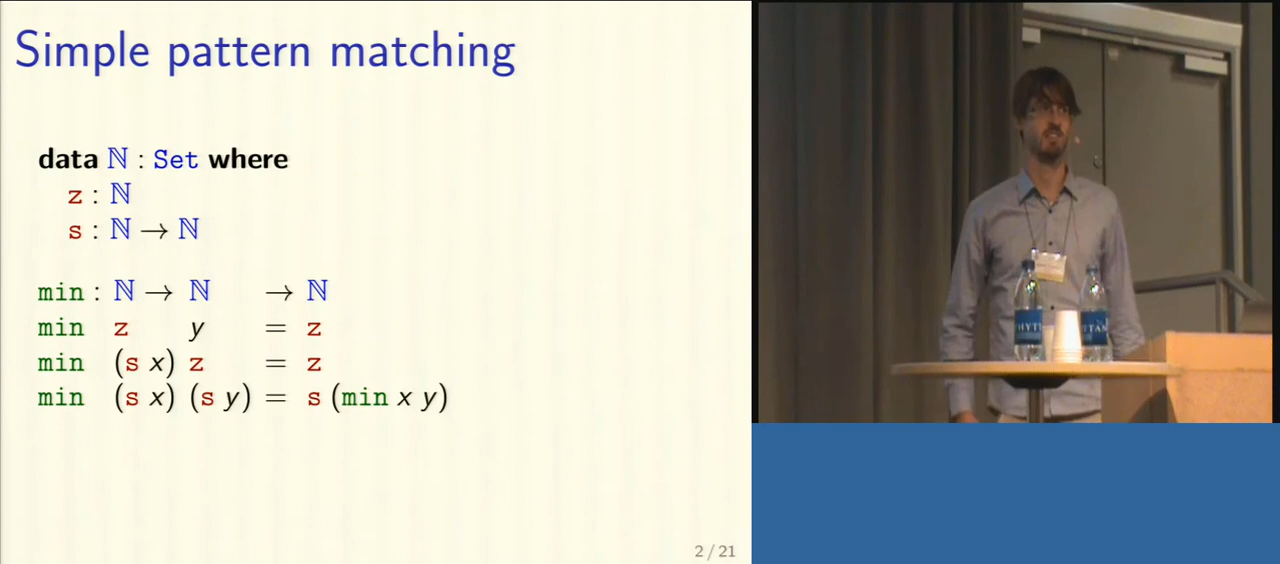 Simple pattern matching
data ℕ : Set where
z : ℕ
s : ℕ → ℕ
min : ℕ → ℕ → ℕ
min z y = z
min (s x) z = z
min (s x) (s y) = s (min x y)
2 / 21